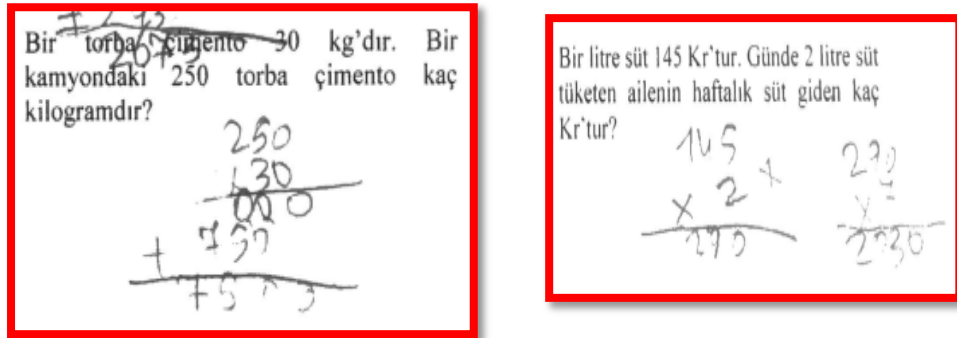 Bir torba çimento 30 kg'dır. Bir
kamyondaki 250 torba çimento kaç
kilogramdır?
250
30
000
+ 750
7500
Bir litre süt 145 Kr'tur. Günde 2 litre süt
tüketen ailenin haftalık süt giden kaç
Kr'tur?
145
x 2 x
290
290
x